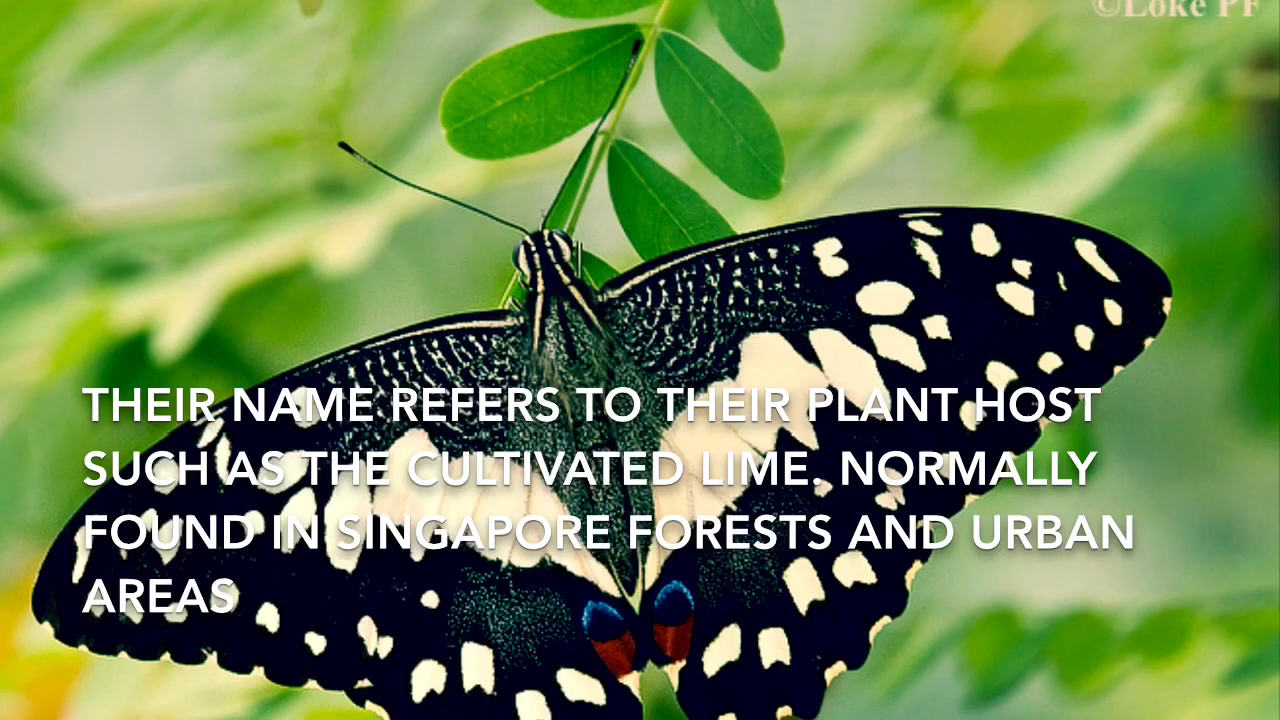 ©Loke PF
THEIR NAME REFERS TO THEIR PLANT HOST
SUCH AS THE CULTIVATED LIME. NORMALLY
FOUND IN SINGAPORE FORESTS AND URBAN
AREAS